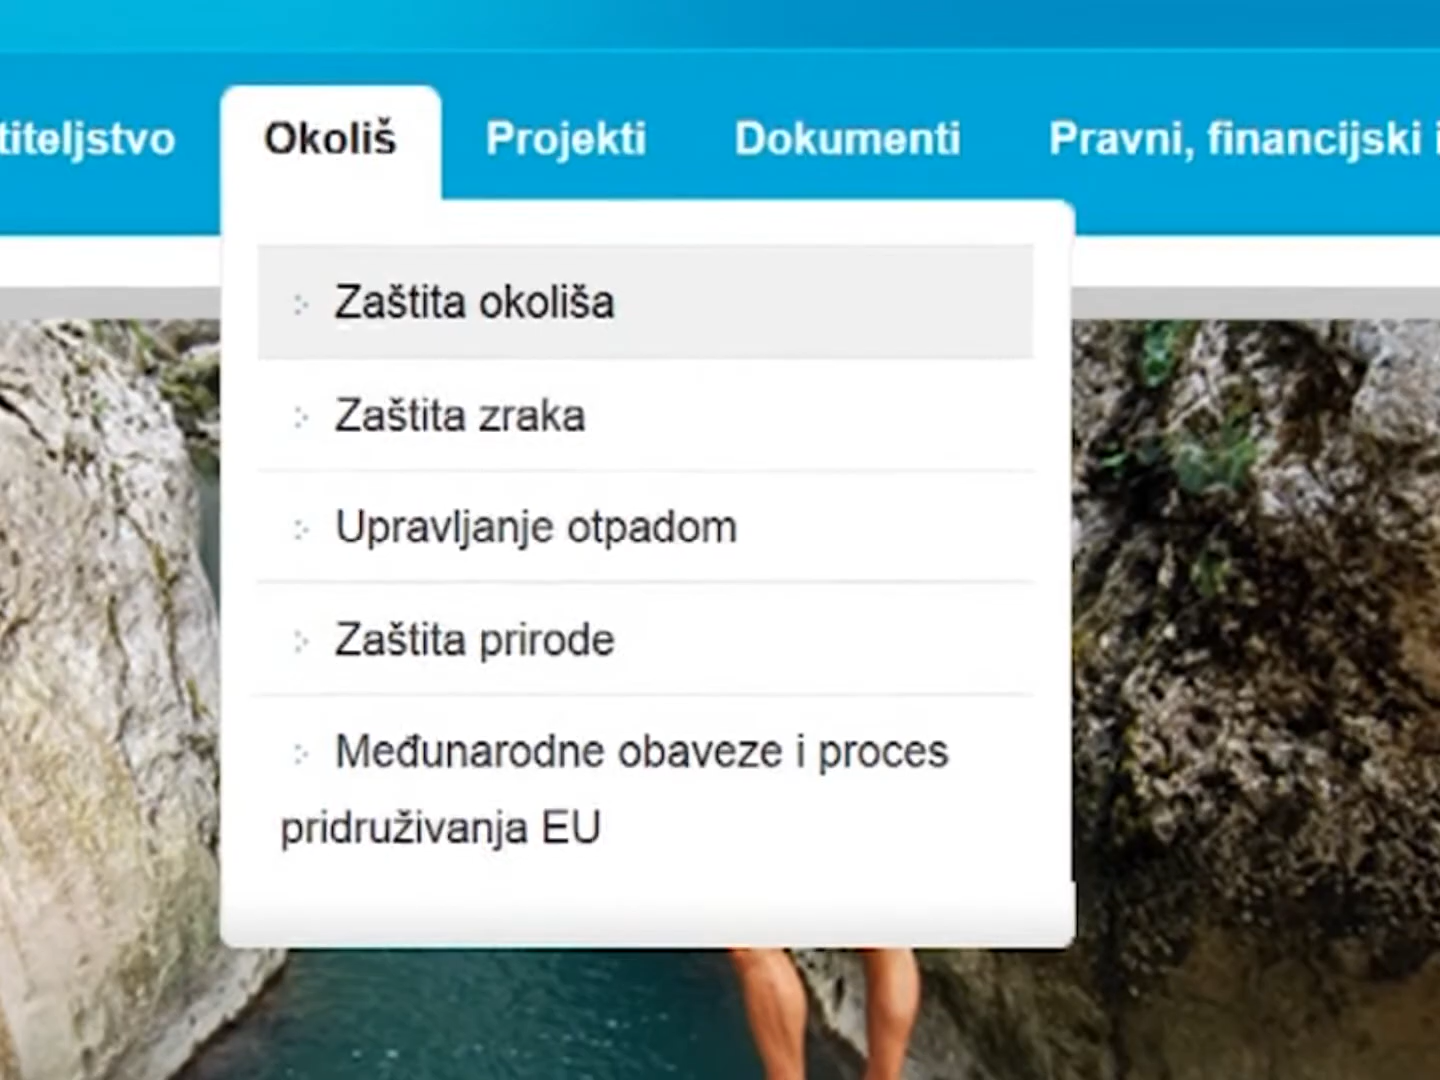 titeljstvo Okoliš Projekti Dokumenti Pravni, financijski i
Zaštita okoliša
Zaštita zraka
Upravljanje otpadom
Zaštita prirode
Međunarodne obaveze i proces
pridruživanja EU